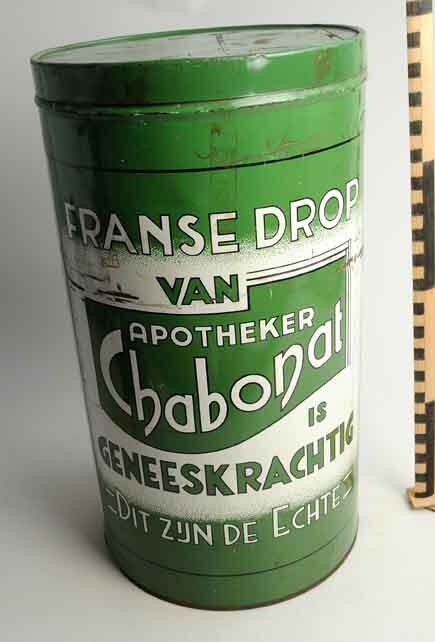 FRANSE DROP
VAN
APOTHEKER
Chabonat
IS
GENEESKRACHTIG
DIT ZIJN DE ECHTE